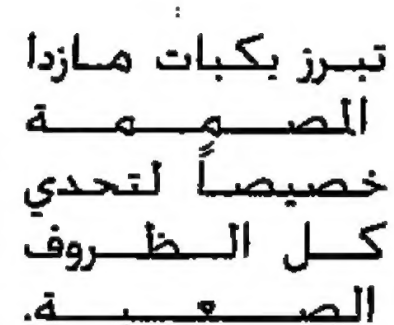 تبرز بكبات مازدا
المصممة
خصيصاً لتحدي
كل الظروف
الصعبة.